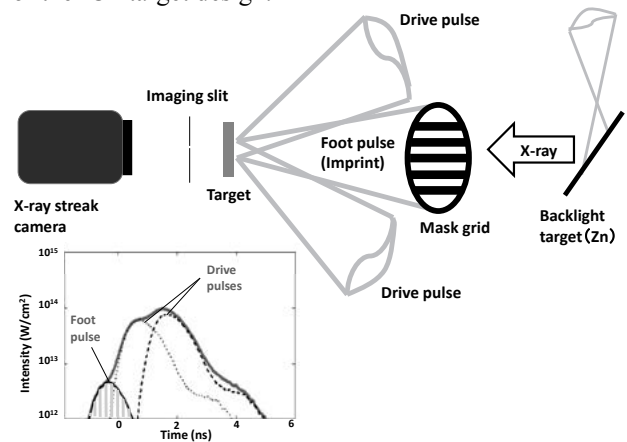 Drive pulse
Imaging slit
Foot pulse
(Imprint)
X-ray
Target
X-ray streak
camera
Mask grid
Backlight
target(Zn)
Drive pulse
10¹⁵
10¹⁴
10¹³
10¹²
Intensity (W/cm²)
Drive
pulses
Foot
pulse
0 2 4 6
Time (ns)